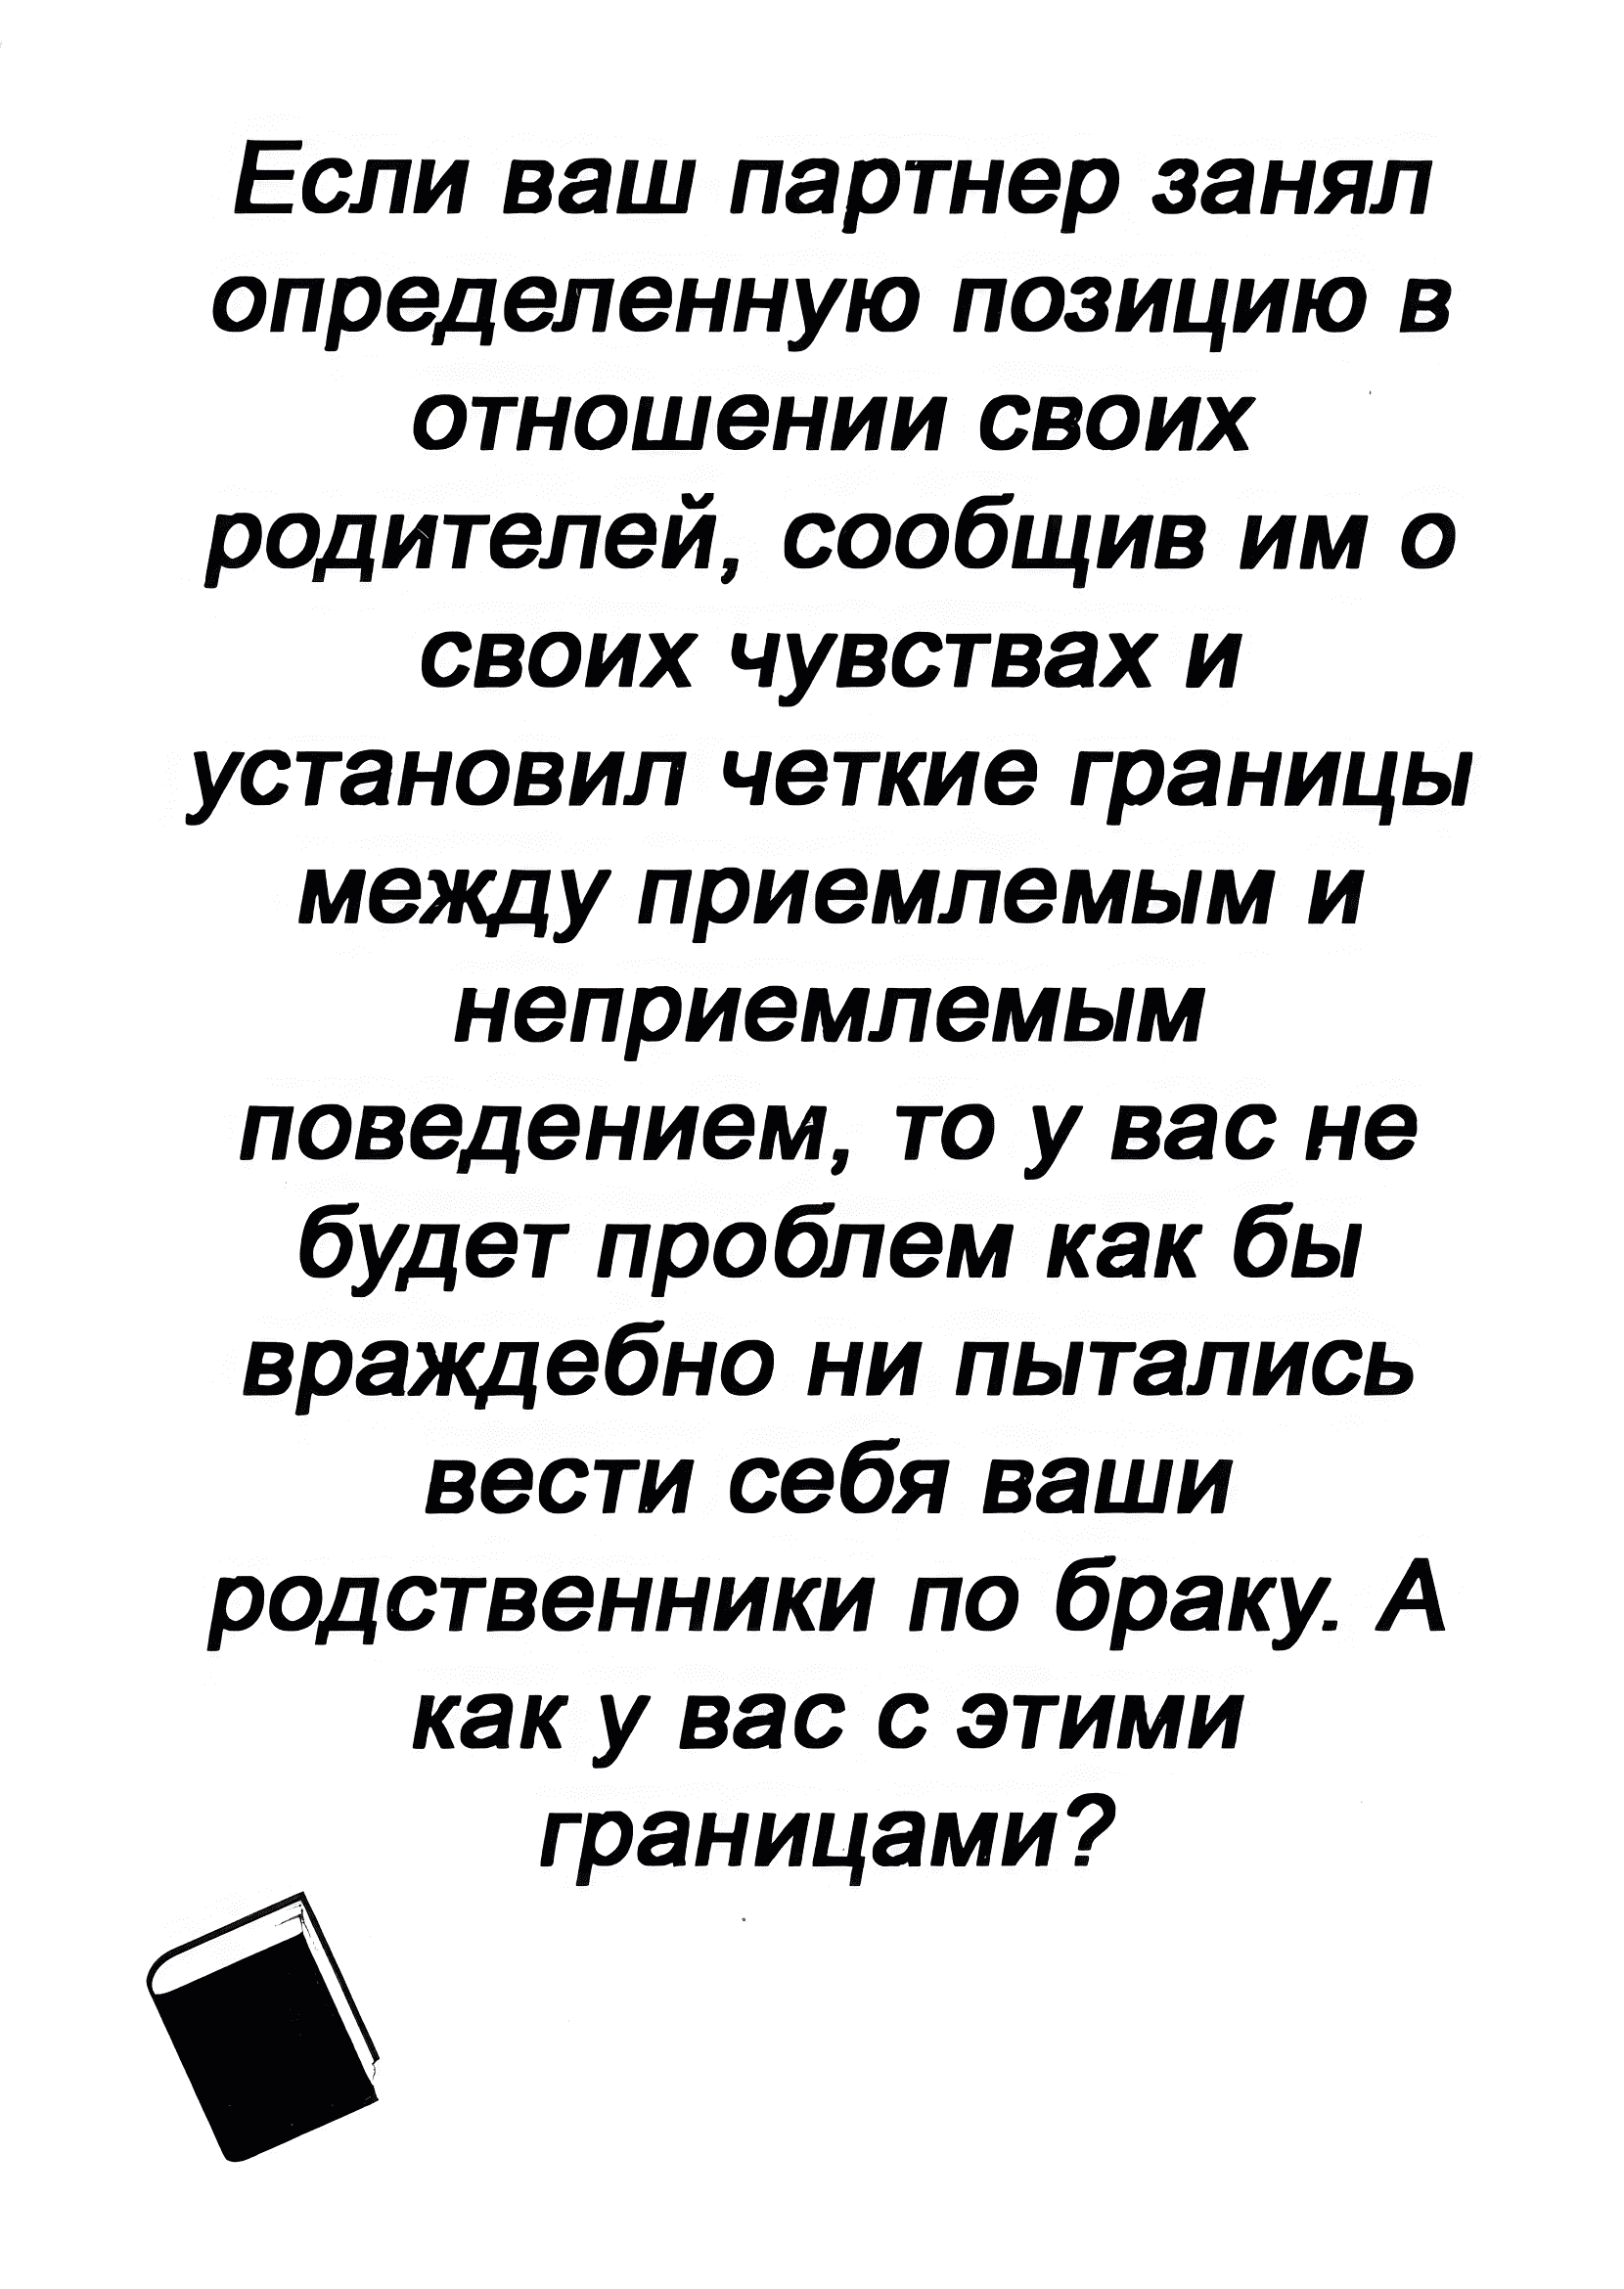 Если ваш партнер занял
определенную позицию в
отношении своих
родителей, сообщив им о
своих чувствах и
установил четкие границы
между приемлемым и
неприемлемым
поведением, то у вас не
будет проблем как бы
враждебно ни пытались
вести себя ваши
родственники по браку. А
как у вас с этими
границами?